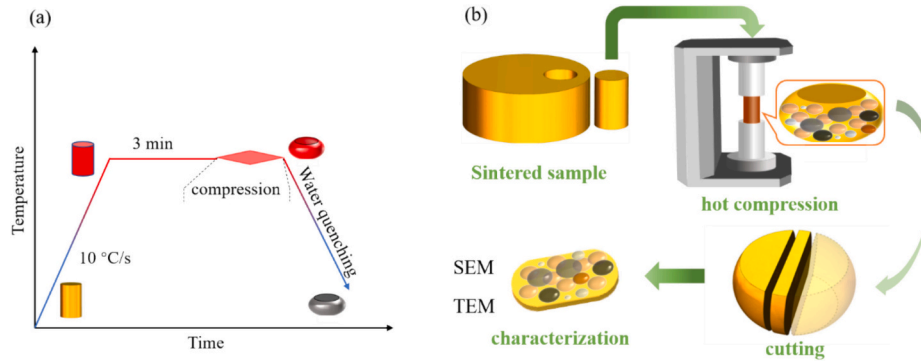 (a)
Temperature
10 °C/s
3 min
compression
Water quenching
Time
(b)
Sintered sample
hot compression
SEM
TEM
characterization
cutting